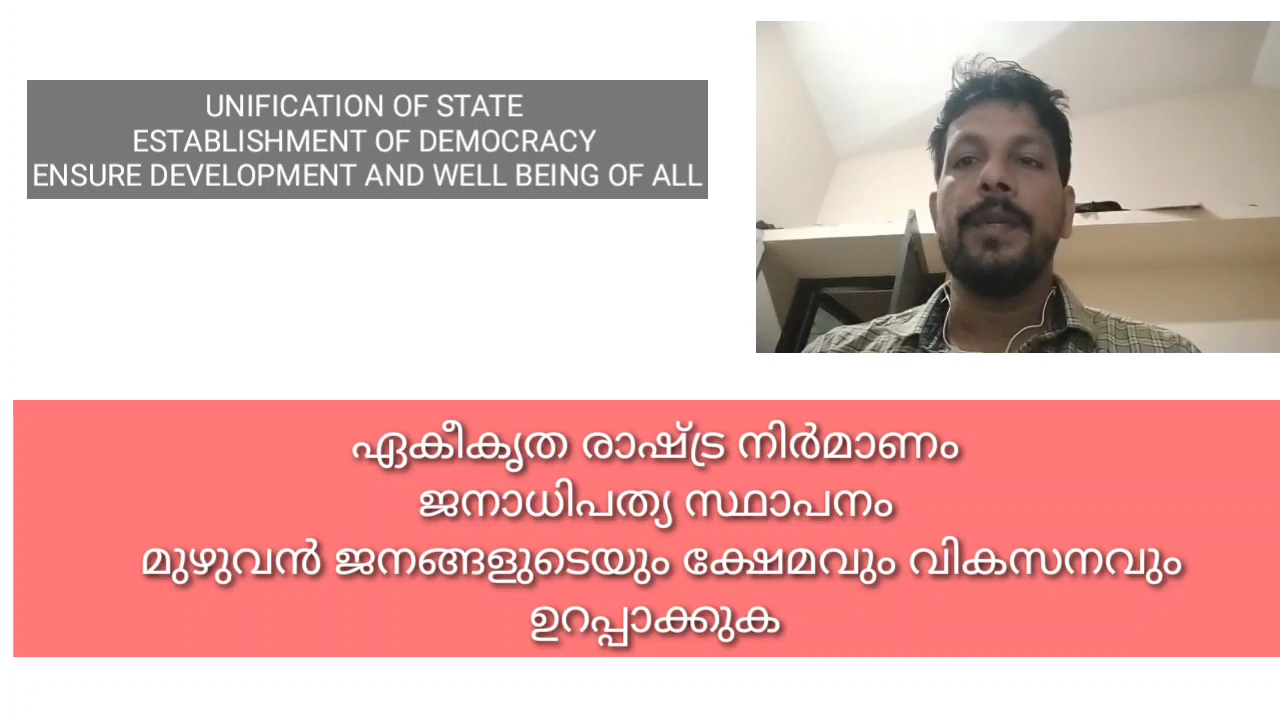 UNIFICATION OF STATE
ESTABLISHMENT OF DEMOCRACY
ENSURE DEVELOPMENT AND WELL BEING OF ALL
ഏകീകൃത രാഷ്ട്ര നിർമാണം
ജനാധിപത്യ സ്ഥാപനം
മുഴുവൻ ജനങ്ങളുടെയും ക്ഷേമവും വികസനവും
ഉറപ്പാക്കുക